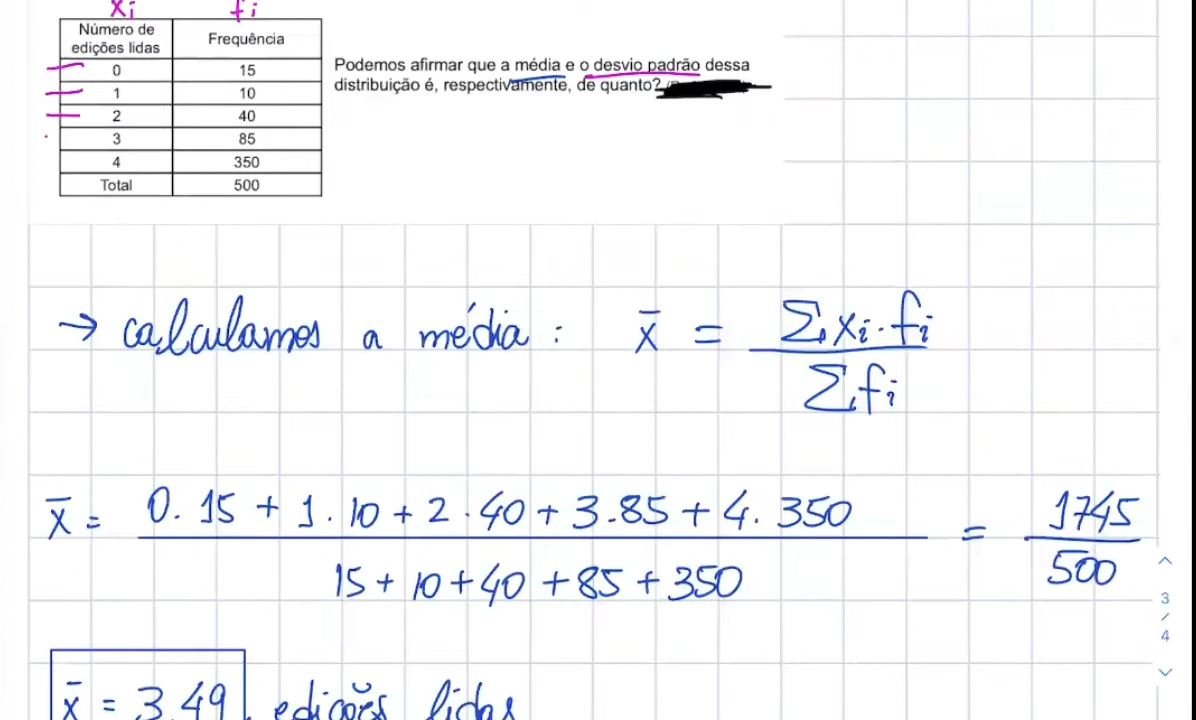 xi fi
Número de edições lidas Frequência
0 15
1 10
2 40
3 85
4 350
Total 500
Podemos afirmar que a média e o desvio padrão dessa
distribuição é, respectivamente, de quanto?
→ calculamos a média: x̄ = Σxi.fi / Σfi
x̄ = 0.15 + 1.10 + 2.40 + 3.85 + 4.350 / 15 + 10 + 40 + 85 + 350 = 1745 / 500
x̄ = 3,49 edições lidas
3
/
4